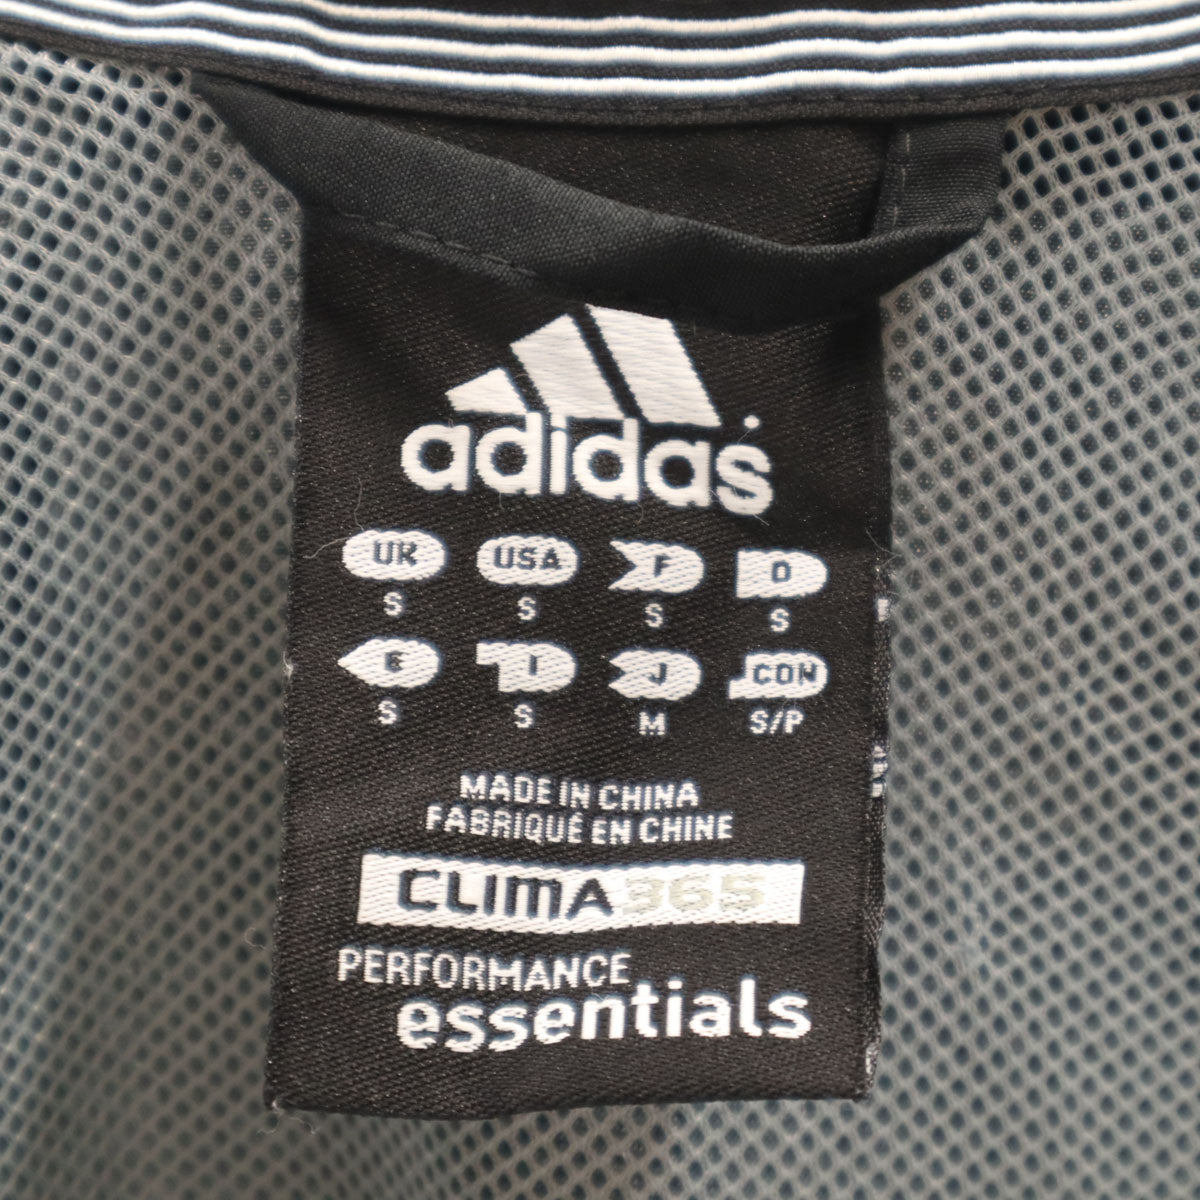 adidas
UK USA F D
S S S S
E I J CON
S S M S/P
MADE IN CHINA
FABRIQUÉ EN CHINE
CLIMA365
PERFORMANCE
essentials